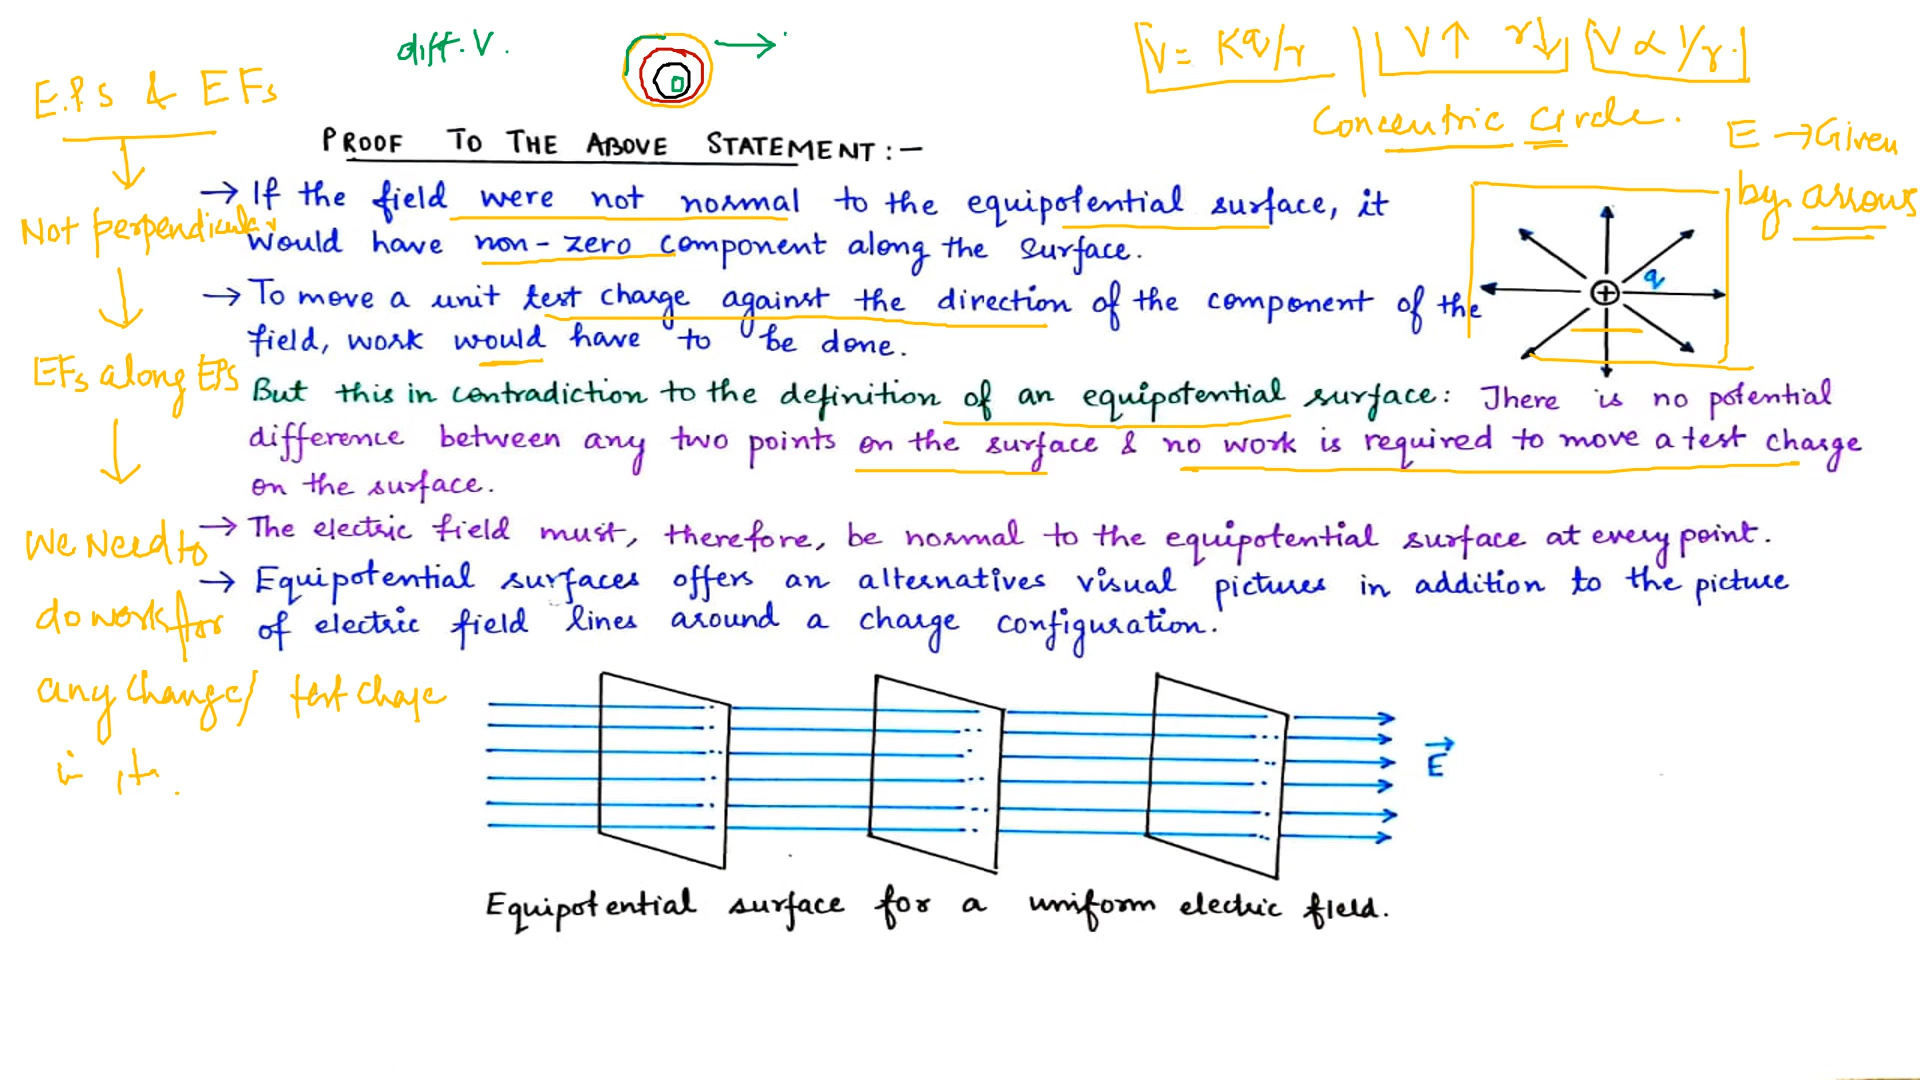 diff. V.
V = Kq/r | V↑ r↓ | V ∝ 1/r.
Concentric Circle.
E.P.S & EFs
E → Given
by arrows
PROOF TO THE ABOVE STATEMENT : -
→ If the field were not normal to the equipotential surface, it
would have non-zero component along the surface.
→ To move a unit test charge against the direction of the component of the
field, work would have to be done.
But this in contradiction to the definition of an equipotential surface: There is no potential
difference between any two points on the surface & no work is required to move a test charge
on the surface.
→ The electric field must, therefore, be normal to the equipotential surface at every point.
→ Equipotential surfaces offers an alternatives visual pictures in addition to the picture
of electric field lines around a charge configuration.
q
Not perpendicular
EFs along EPS
We Need to
do work for
any change/ test charge
in it.
E
Equipotential surface for a uniform electric field.